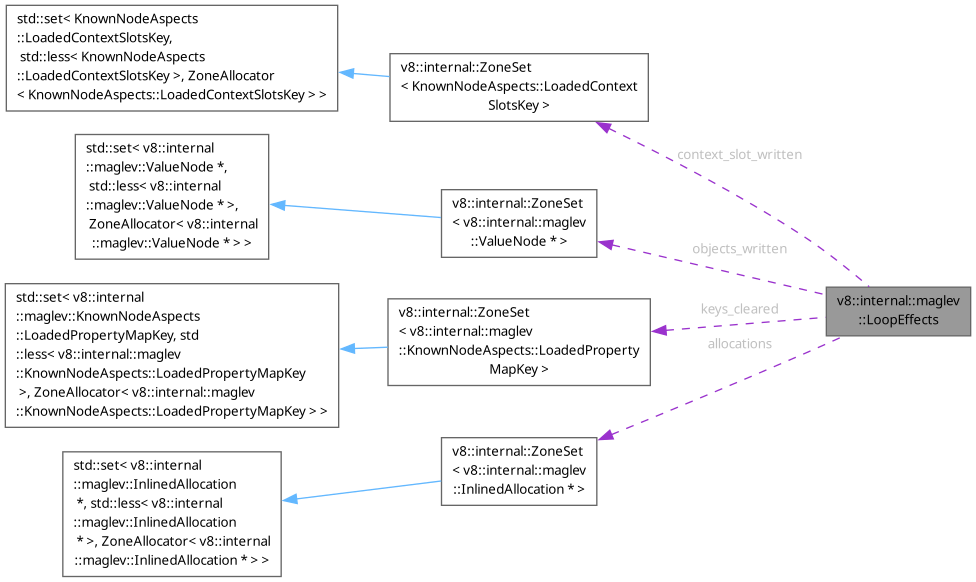 std::set< KnownNodeAspects
::LoadedContextSlotsKey,
std::less< KnownNodeAspects
::LoadedContextSlotsKey >, ZoneAllocator
< KnownNodeAspects::LoadedContextSlotsKey > >
v8::internal::ZoneSet
< KnownNodeAspects::LoadedContext
SlotsKey >
context_slot_written
std::set< v8::internal
::maglev::ValueNode *,
std::less< v8::internal
::maglev::ValueNode * >,
ZoneAllocator< v8::internal
::maglev::ValueNode * > >
v8::internal::ZoneSet
< v8::internal::maglev
::ValueNode * >
objects_written
v8::internal::maglev
::LoopEffects
std::set< v8::internal
::maglev::KnownNodeAspects
::LoadedPropertyMapKey, std
::less< v8::internal::maglev
::KnownNodeAspects::LoadedPropertyMapKey
>, ZoneAllocator< v8::internal::maglev
::KnownNodeAspects::LoadedPropertyMapKey > >
v8::internal::ZoneSet
< v8::internal::maglev
::KnownNodeAspects::LoadedProperty
MapKey >
keys_cleared
allocations
std::set< v8::internal
::maglev::InlinedAllocation
*, std::less< v8::internal
::maglev::InlinedAllocation
* >, ZoneAllocator< v8::internal
::maglev::InlinedAllocation * > >
v8::internal::ZoneSet
< v8::internal::maglev
::InlinedAllocation * >